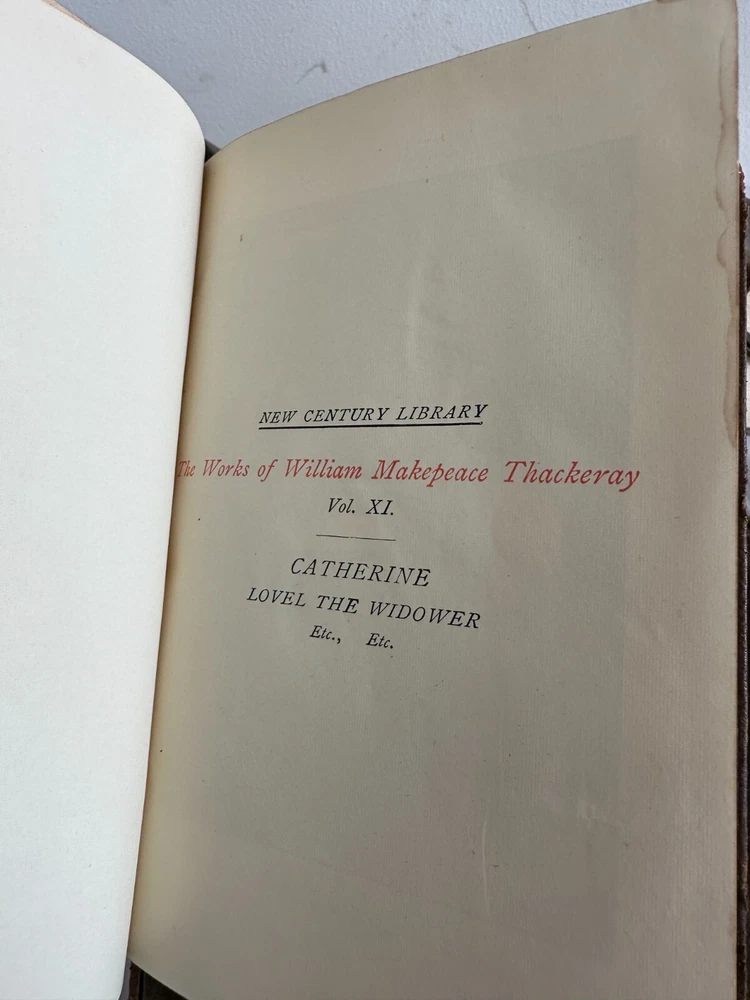 NEW CENTURY LIBRARY
The Works of William Makepeace Thackeray
Vol. XI.
CATHERINE
LOVEL THE WIDOWER
Etc., Etc.